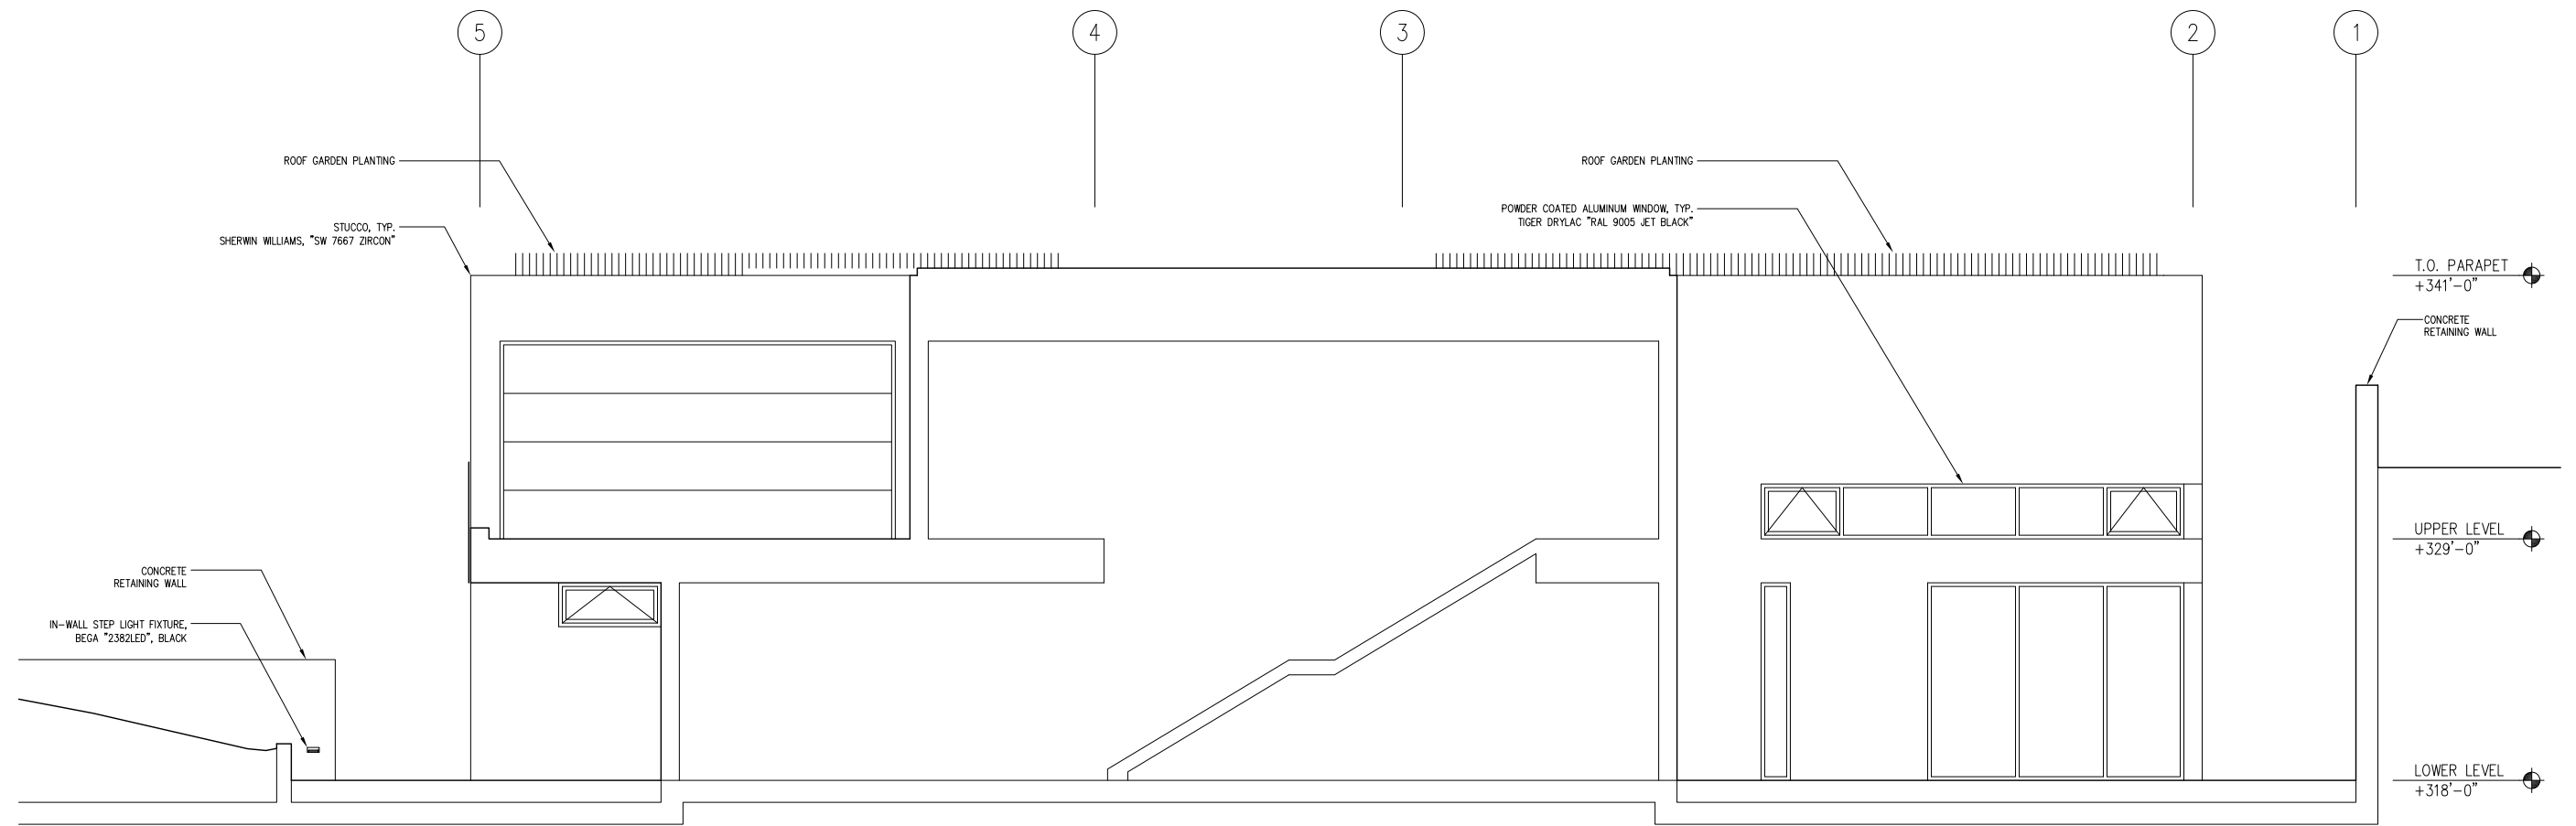 5
4
3
2
1
ROOF GARDEN PLANTING
ROOF GARDEN PLANTING
POWDER COATED ALUMINUM WINDOW, TYP.
TIGER DRYLAC "RAL 9005 JET BLACK"
STUCCO, TYP.
SHERWIN WILLIAMS, "SW 7667 ZIRCON"
T.O. PARAPET
+341'-0"
CONCRETE
RETAINING WALL
UPPER LEVEL
+329'-0"
CONCRETE
RETAINING WALL
IN-WALL STEP LIGHT FIXTURE,
BEGA "2382LED", BLACK
LOWER LEVEL
+318'-0"